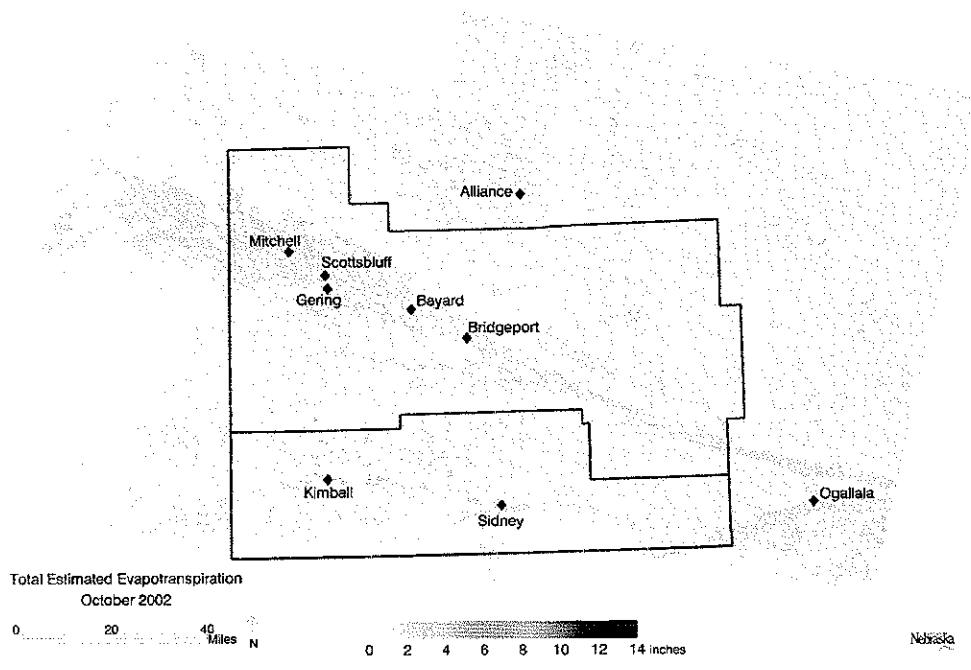 Alliance
Mitchell
Scottsbluff
Gering
Bayard
Bridgeport
Kimball
Sidney
Ogallala
Total Estimated Evapotranspiration
October 2002
0 20 40 Miles
N
0 2 4 6 8 10 12 14 inches
Nebraska